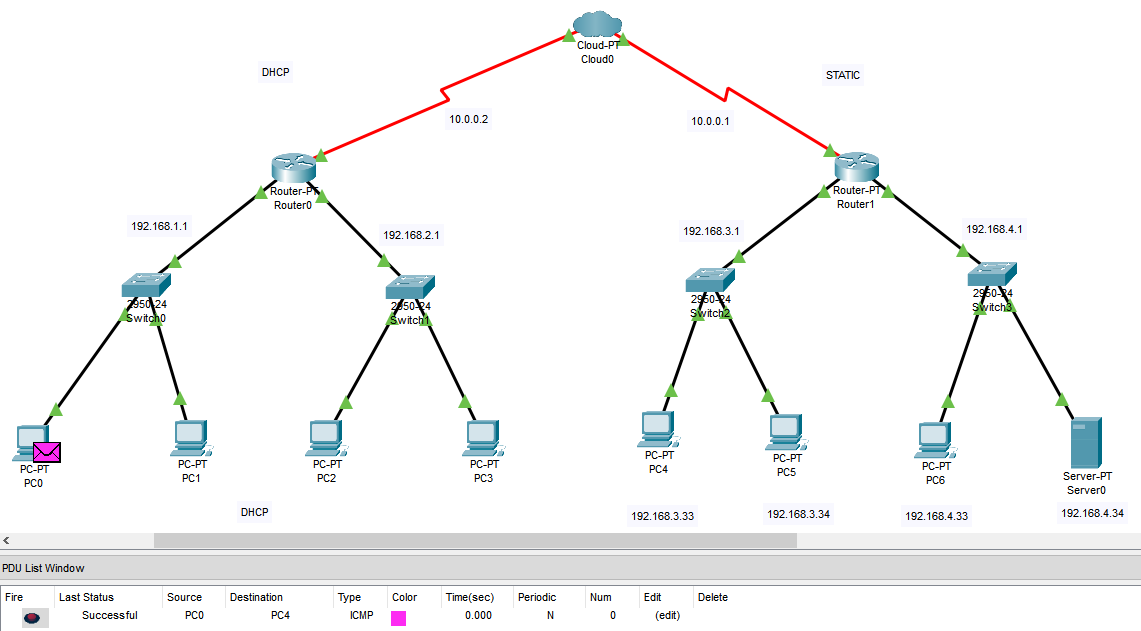 Cloud-PT
Cloud0
DHCP
STATIC
10.0.0.2
10.0.0.1
Router-PT
Router0
Router-PT
Router1
192.168.1.1
192.168.2.1
192.168.3.1
192.168.4.1
2950-24
Switch0
2950-24
Switch1
2950-24
Switch2
2950-24
Switch3
PC-PT
PC0
PC-PT
PC1
PC-PT
PC2
PC-PT
PC3
PC-PT
PC4
PC-PT
PC5
PC-PT
PC6
Server-PT
Server0
DHCP
192.168.3.33
192.168.3.34
192.168.4.33
192.168.4.34
PDU List Window
Fire Last Status Source Destination Type Color Time(sec) Periodic Num Edit Delete
Successful PC0 PC4 ICMP 0.000 N 0 (edit)